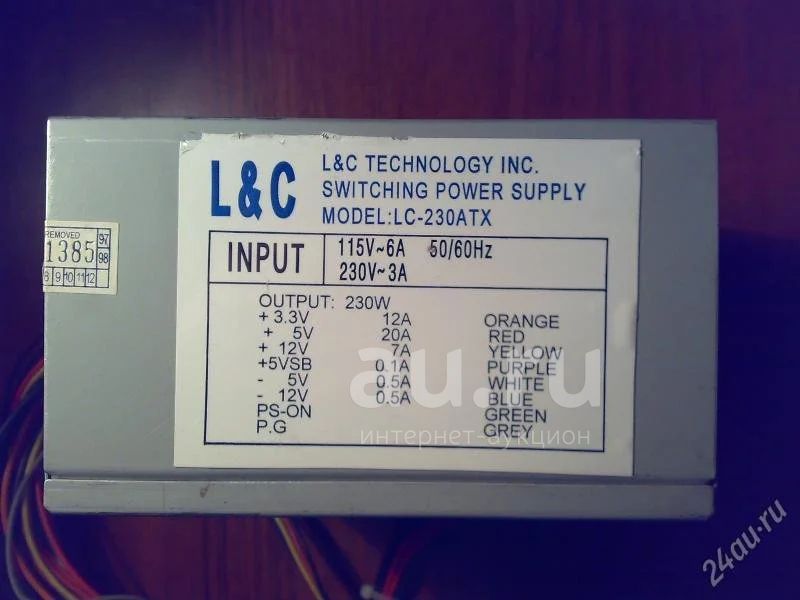 L&C
L&C TECHNOLOGY INC.
SWITCHING POWER SUPPLY
MODEL:LC-230ATX
INPUT
115V~6A 50/60Hz
230V~3A
OUTPUT: 230W
+ 3.3V 12A ORANGE
+ 5V 20A RED
+ 12V 7A YELLOW
+5VSB 0.1A PURPLE
- 5V 0.5A WHITE
- 12V 0.5A BLUE
PS-ON GREEN
P.G GREY
REMOVED
1385
97
98
8 9 10 11 12
au.ru
интернет-аукцион
24au.ru